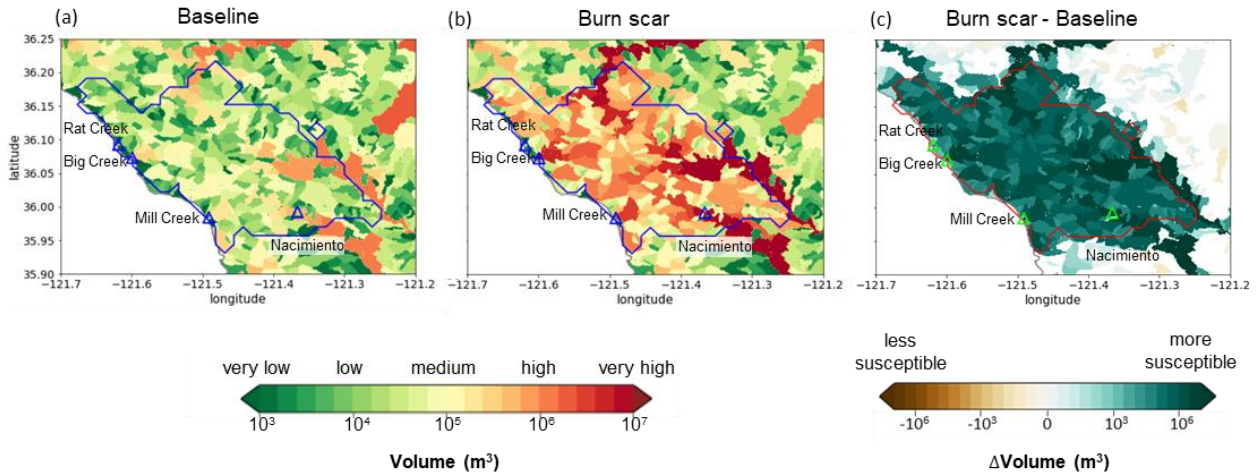 (a) Baseline
(b) Burn scar
(c) Burn scar - Baseline
36.25
36.20
36.15
36.10
36.05
36.00
35.95
35.90
latitude
Rat Creek
Big Creek
Mill Creek
Nacimiento
−121.7 −121.6 −121.5 −121.4 −121.3 −121.2
longitude
Rat Creek
Big Creek
Mill Creek
Nacimiento
−121.7 −121.6 −121.5 −121.4 −121.3 −121.2
longitude
Rat Creek
Big Creek
Mill Creek
Nacimiento
−121.7 −121.6 −121.5 −121.4 −121.3 −121.2
longitude
very low low medium high very high
10³ 10⁴ 10⁵ 10⁶ 10⁷
Volume (m³)
less susceptible
more susceptible
-10⁶ -10³ 0 10³ 10⁶
ΔVolume (m³)